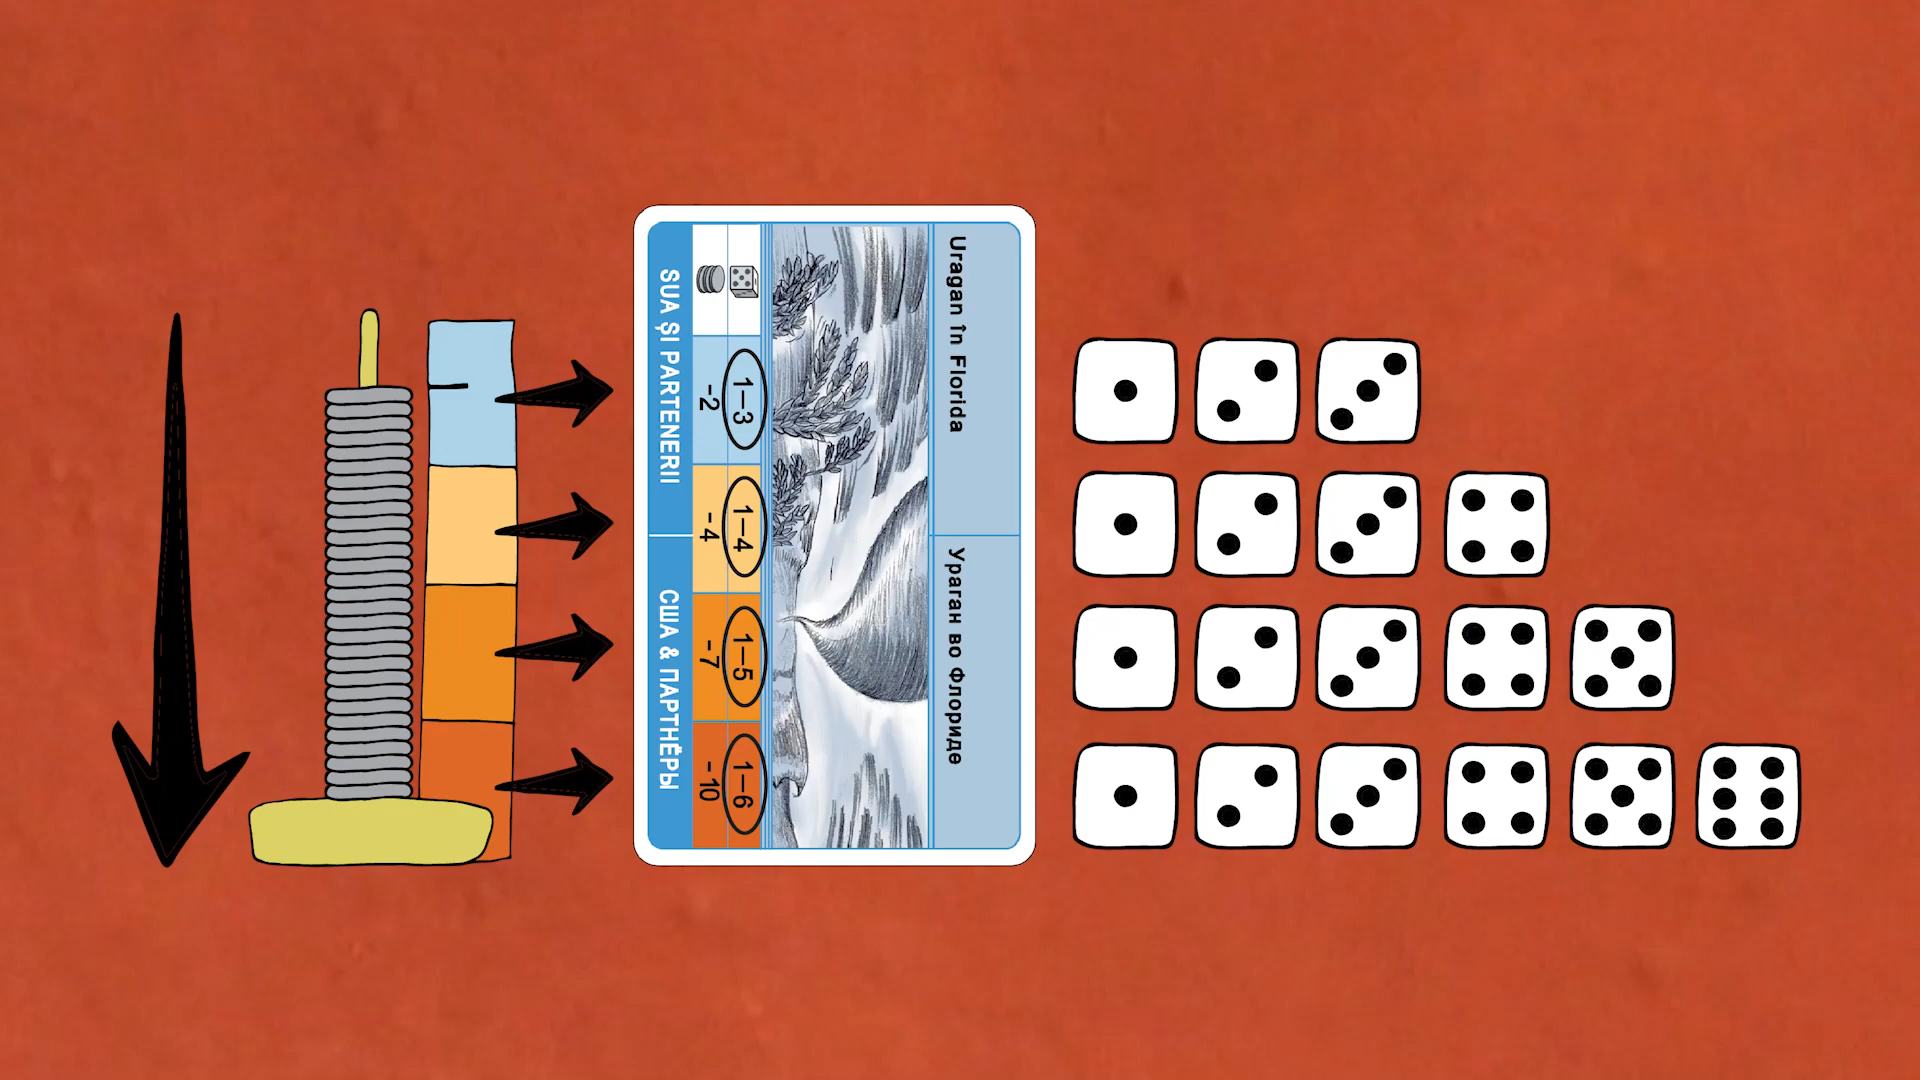 Uragan în Florida
Ураган во Флориде
1–3
1–4
1–5
1–6
-2
-4
-7
-10
SUA ȘI PARTENERII
США & ПАРТНЁРЫ